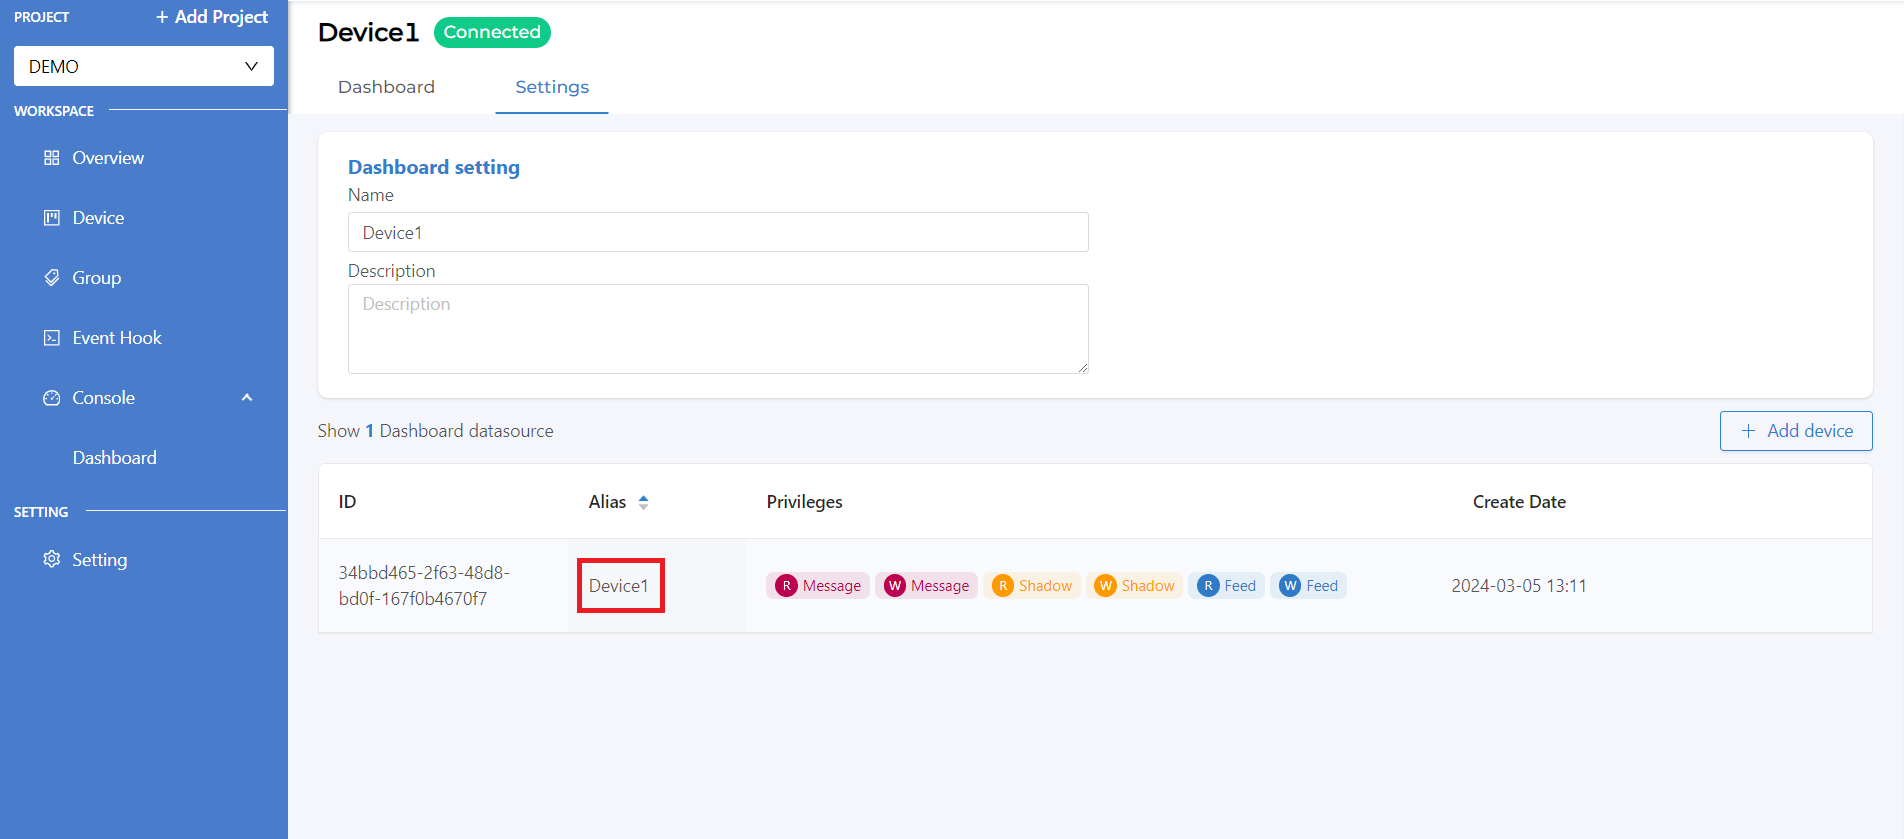 PROJECT
+ Add Project
DEMO
WORKSPACE
Overview
Device
Group
Event Hook
Console
Dashboard
SETTING
Setting
Device1 Connected
Dashboard Settings
Dashboard setting
Name
Device1
Description
Description
Show 1 Dashboard datasource
+ Add device
ID Alias Privileges Create Date
34bbd465-2f63-48d8-
bd0f-167f0b4670f7
Device1
R Message W Message R Shadow W Shadow R Feed W Feed
2024-03-05 13:11